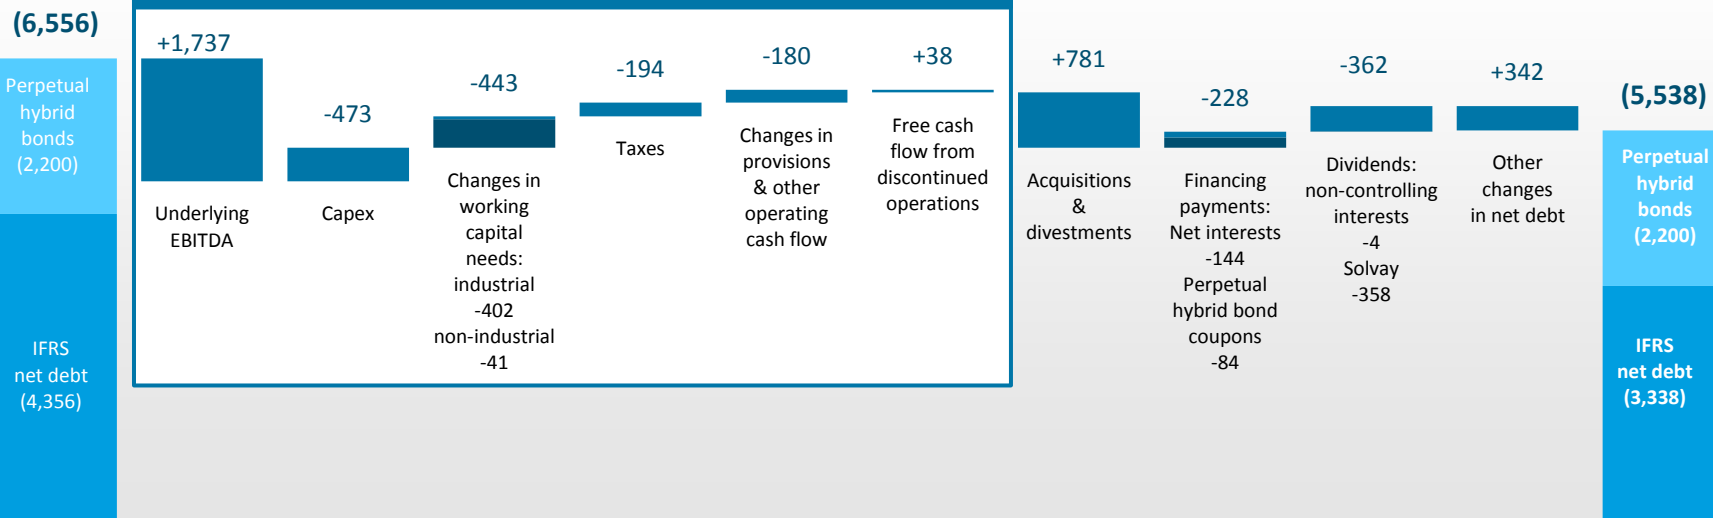 (6,556)
Perpetual
hybrid
bonds
(2,200)
IFRS
net debt
(4,356)
+1,737
Underlying
EBITDA
-473
Capex
-443
Changes in
working
capital
needs:
industrial
-402
non-industrial
-41
-194
Taxes
-180
Changes in
provisions
& other
operating
cash flow
+38
Free cash
flow from
discontinued
operations
+781
Acquisitions
&
divestments
-228
Financing
payments:
Net interests
-144
Perpetual
hybrid bond
coupons
-84
-362
Dividends:
non-controlling
interests
-4
Solvay
-358
+342
Other
changes
in net debt
(5,538)
Perpetual
hybrid
bonds
(2,200)
IFRS
net debt
(3,338)